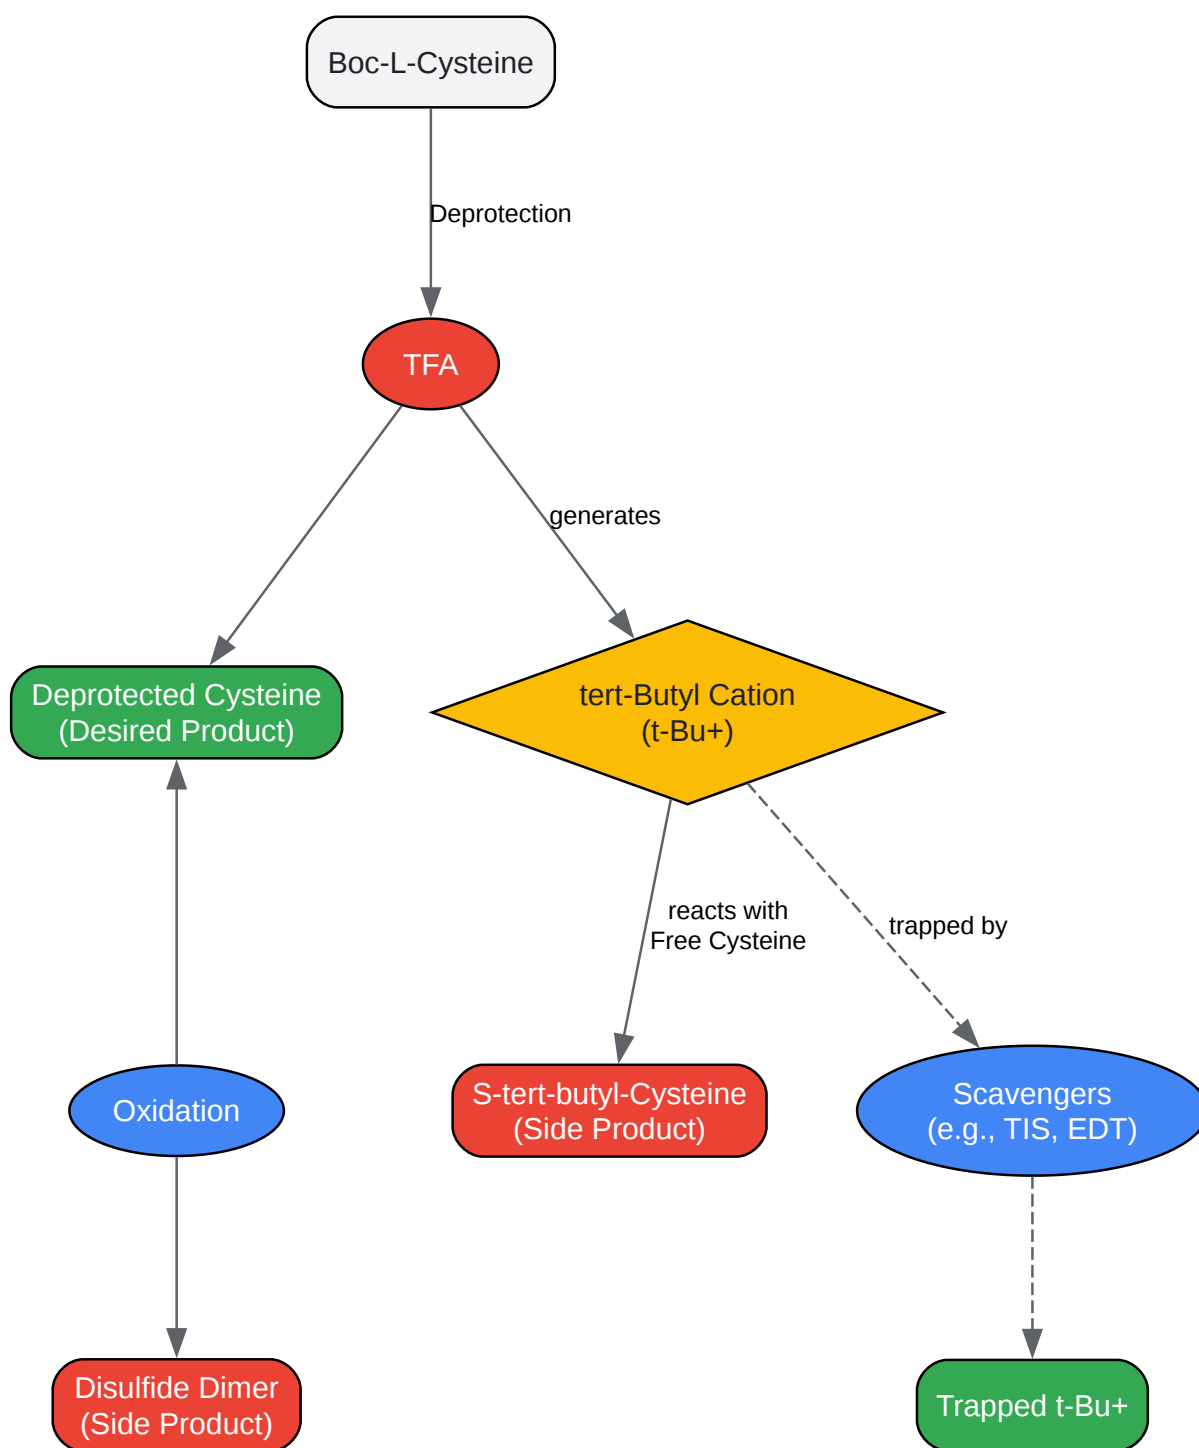 Boc-L-Cysteine
Deprotection
TFA
generates
Deprotected Cysteine
(Desired Product)
tert-Butyl Cation
(t-Bu+)
reacts with
Free Cysteine
trapped by
Oxidation
S-tert-butyl-Cysteine
(Side Product)
Scavengers
(e.g., TIS, EDT)
Disulfide Dimer
(Side Product)
Trapped t-Bu+